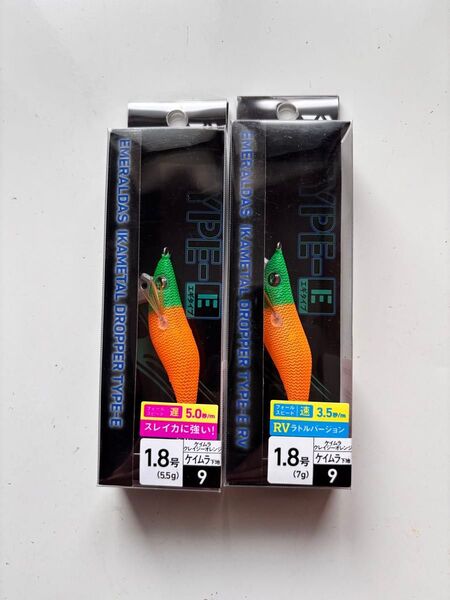 EMERALDAS IKAMETAL DROPPER TYPE-E
エギタイプ
フォールスピード 遅 5.0秒/m
スレイカに強い!
1.8号
(5.5g)
ケイムラ
クレイジーオレンジ
ケイムラ下地
9
EMERALDAS IKAMETAL DROPPER TYPE-E RV
YPE-E
エギタイプ
フォールスピード 速 3.5秒/m
RVラトルバージョン
1.8号
(7g)
ケイムラ
クレイジーオレンジ
ケイムラ下地
9